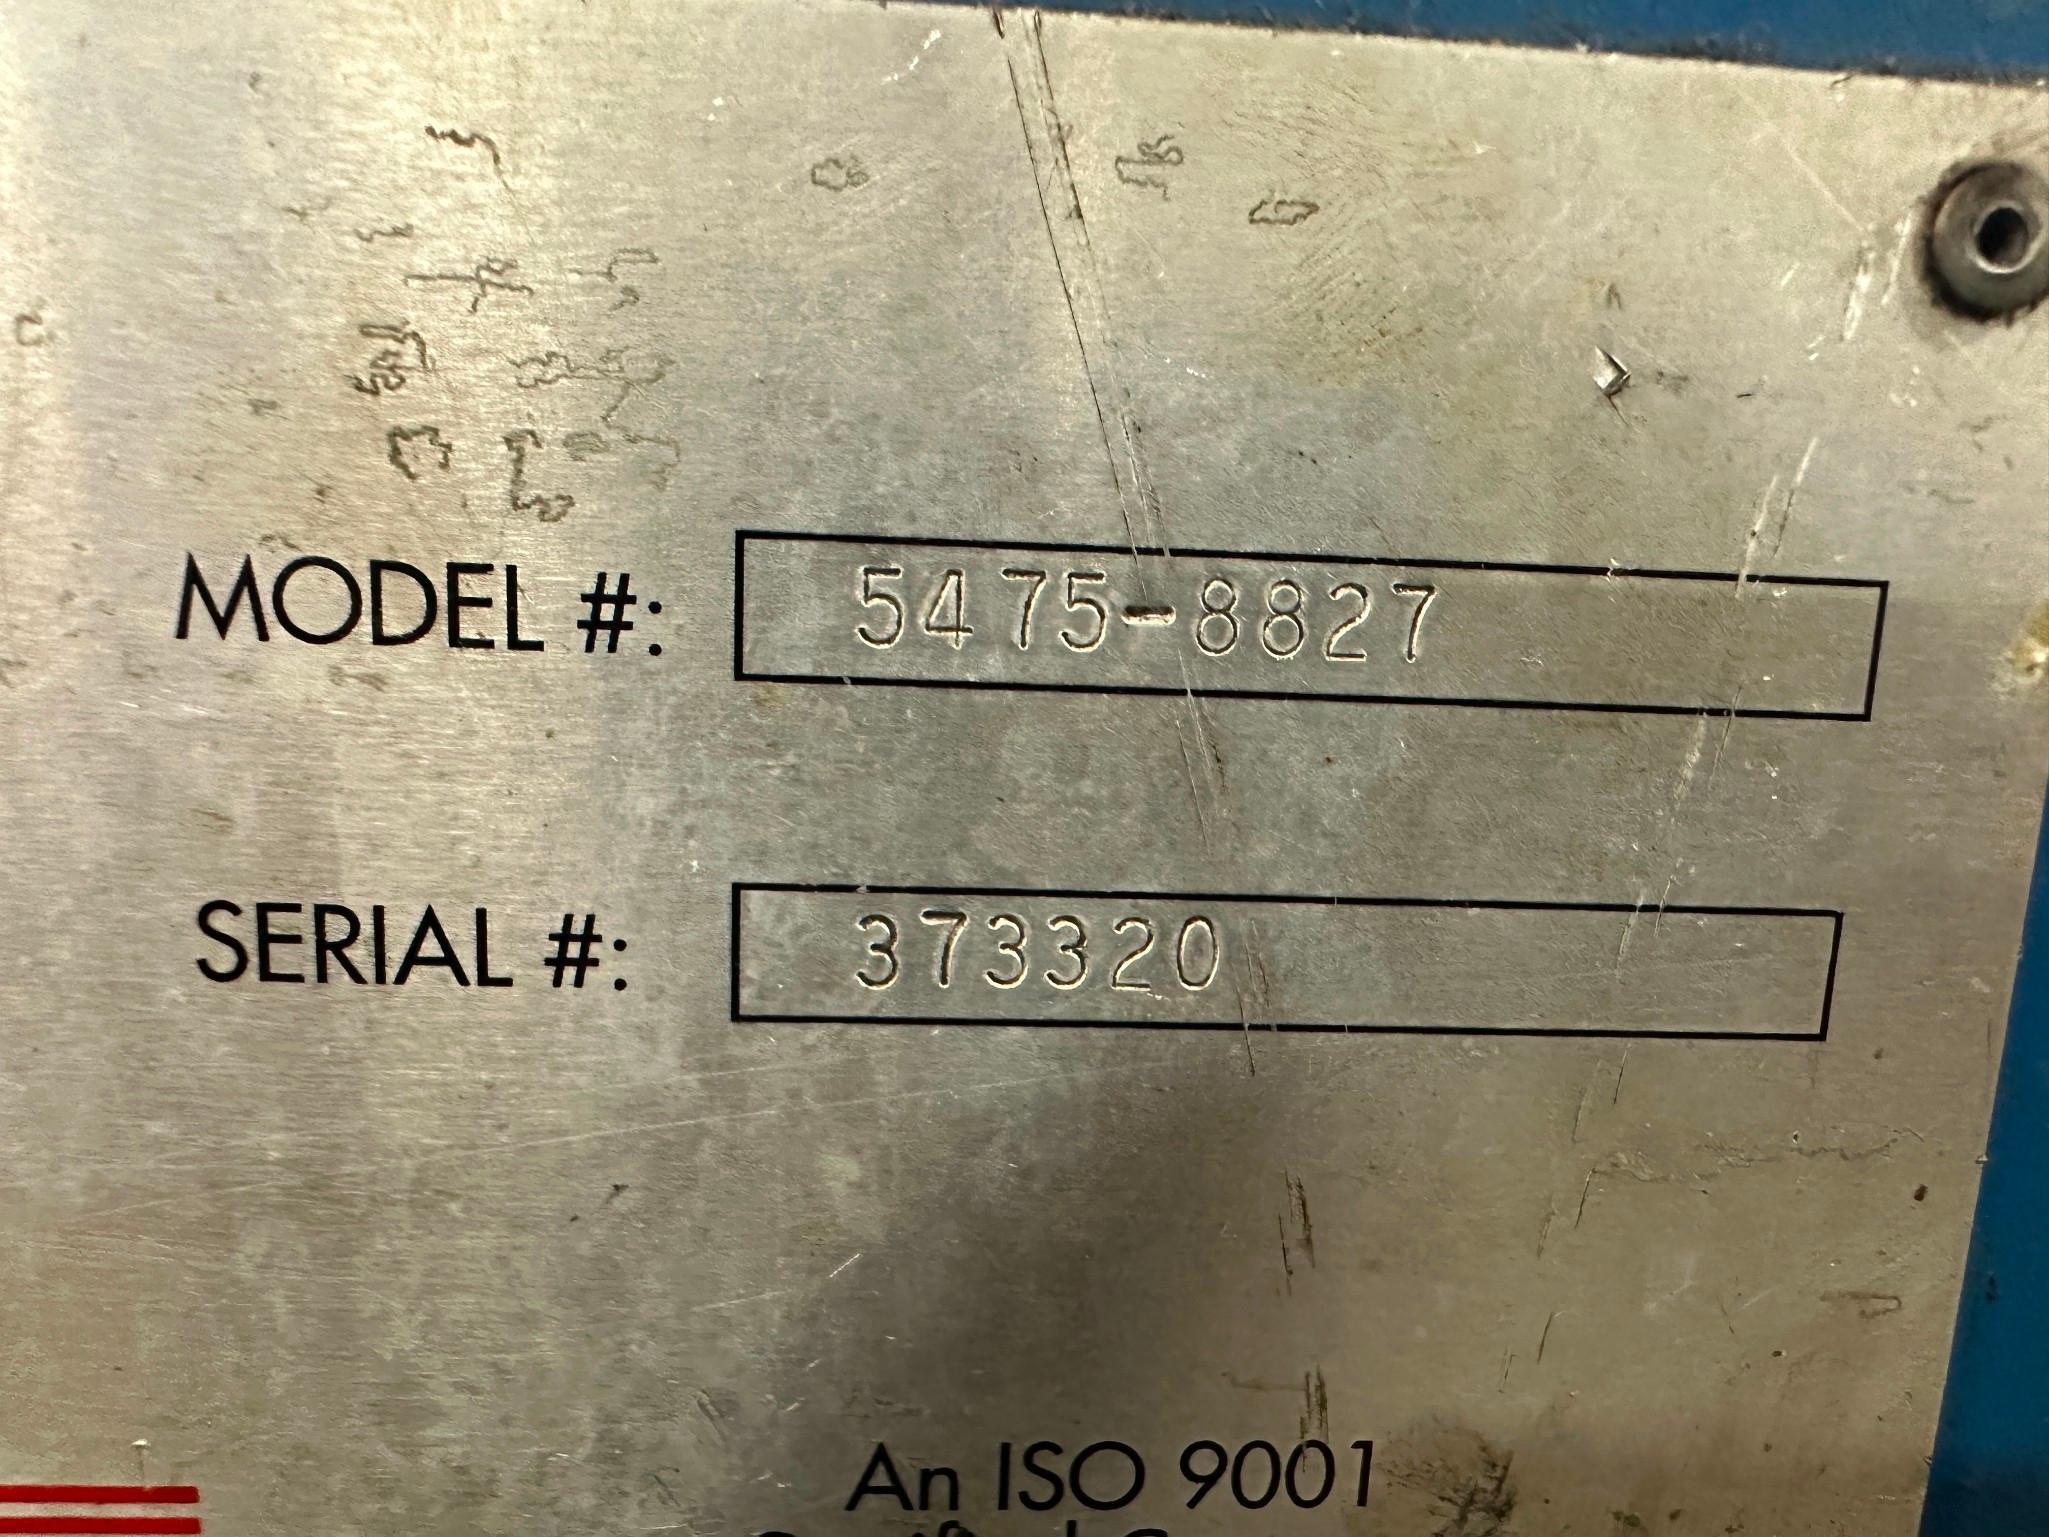 MODEL #: 5475-8827
SERIAL #: 373320
An ISO 9001